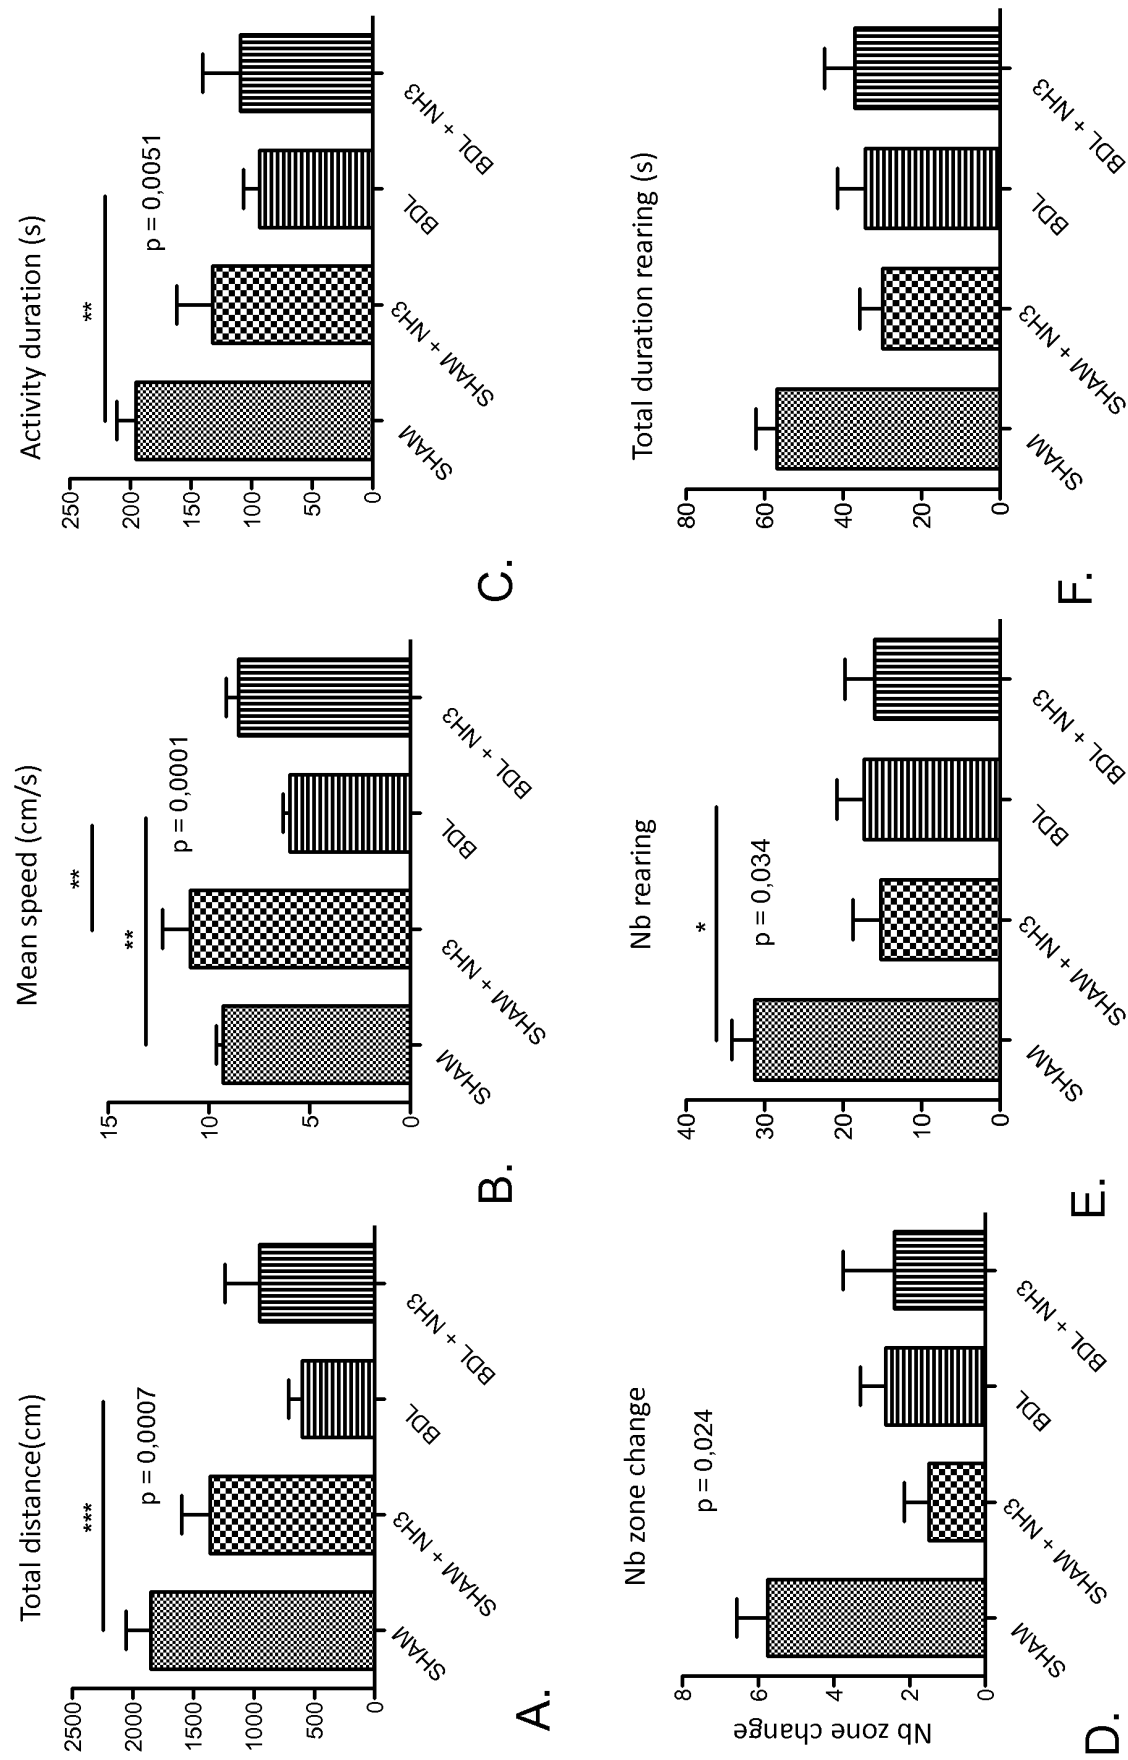 Total distance(cm)
***
p = 0,0007
2500
2000
1500
1000
500
0
SHAM
SHAM + NH3
BDL
BDL + NH3
A.
Mean speed (cm/s)
**
**
p = 0,0001
15
10
5
0
SHAM
SHAM + NH3
BDL
BDL + NH3
B.
Activity duration (s)
**
p = 0,0051
250
200
150
100
50
0
SHAM
SHAM + NH3
BDL
BDL + NH3
C.
Nb zone change
p = 0,024
Nb zone change
8
6
4
2
0
SHAM
SHAM + NH3
BDL
BDL + NH3
D.
Nb rearing
*
p = 0,034
40
30
20
10
0
SHAM
SHAM + NH3
BDL
BDL + NH3
E.
Total duration rearing (s)
80
60
40
20
0
SHAM
SHAM + NH3
BDL
BDL + NH3
F.